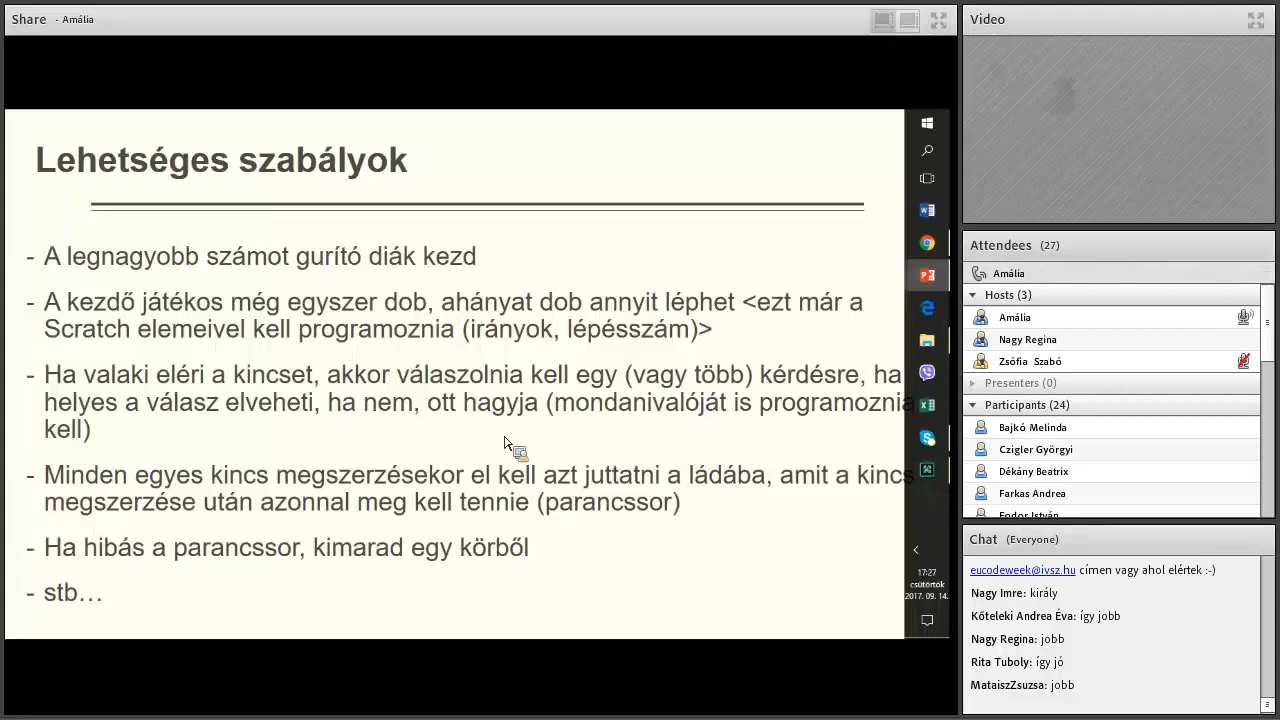 Share - Amália
Lehetséges szabályok
- A legnagyobb számot gurító diák kezd
- A kezdő játékos még egyszer dob, ahányat dob annyit léphet <ezt már a
Scratch elemeivel kell programoznia (irányok, lépésszám)>
- Ha valaki eléri a kincset, akkor válaszolnia kell egy (vagy több) kérdésre, ha
helyes a válasz elveheti, ha nem, ott hagyja (mondanivalóját is programoznia
kell)
- Minden egyes kincs megszerzésekor el kell azt juttatni a ládába, amit a kincs
megszerzése után azonnal meg kell tennie (parancssor)
- Ha hibás a parancssor, kimarad egy körből
- stb…
17:27
csütörtök
2017. 09. 14.
Video
Attendees (27)
Amália
Hosts (3)
Amália
Nagy Regina
Zsófia Szabó
Presenters (0)
Participants (24)
Bajkó Melinda
Czigler Györgyi
Dékány Beatrix
Farkas Andrea
Fodor István
Chat (Everyone)
eucodeweek@ivsz.hu címen vagy ahol elértek :-)
Nagy Imre: király
Kőteleki Andrea Éva: így jobb
Nagy Regina: jobb
Rita Tuboly: így jó
MataiszZsuzsa: jobb